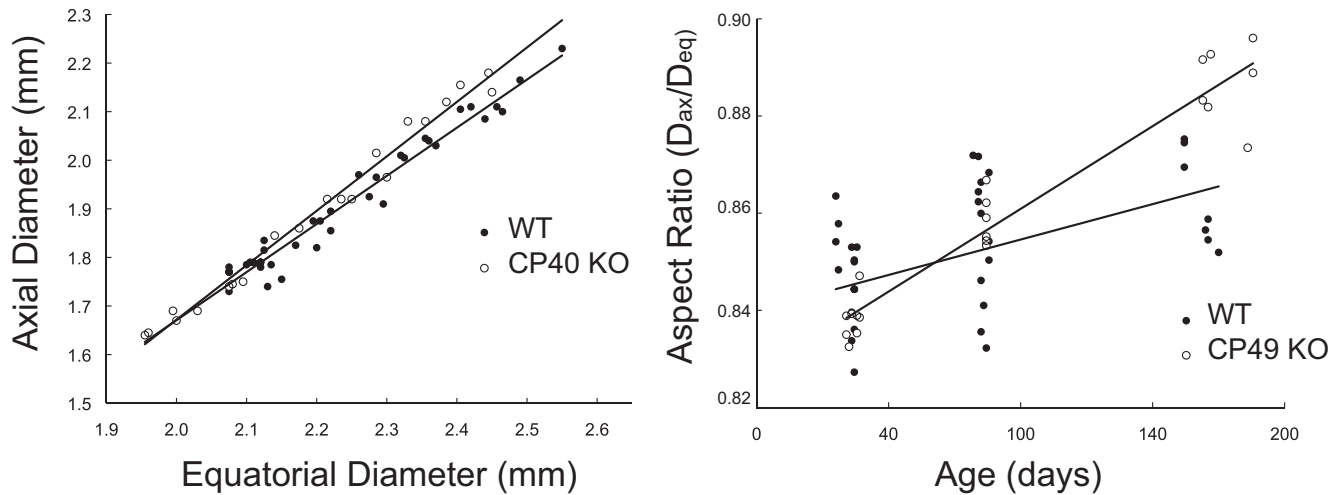 2.3
2.2
2.1
2.0
1.9
1.8
1.7
1.6
1.5
Axial Diameter (mm)
WT
CP40 KO
1.9 2.0 2.1 2.2 2.3 2.4 2.5 2.6
Equatorial Diameter (mm)
0.90
0.88
0.86
0.84
0.82
Aspect Ratio (Dax/Deq)
WT
CP49 KO
0 40 100 140 200
Age (days)